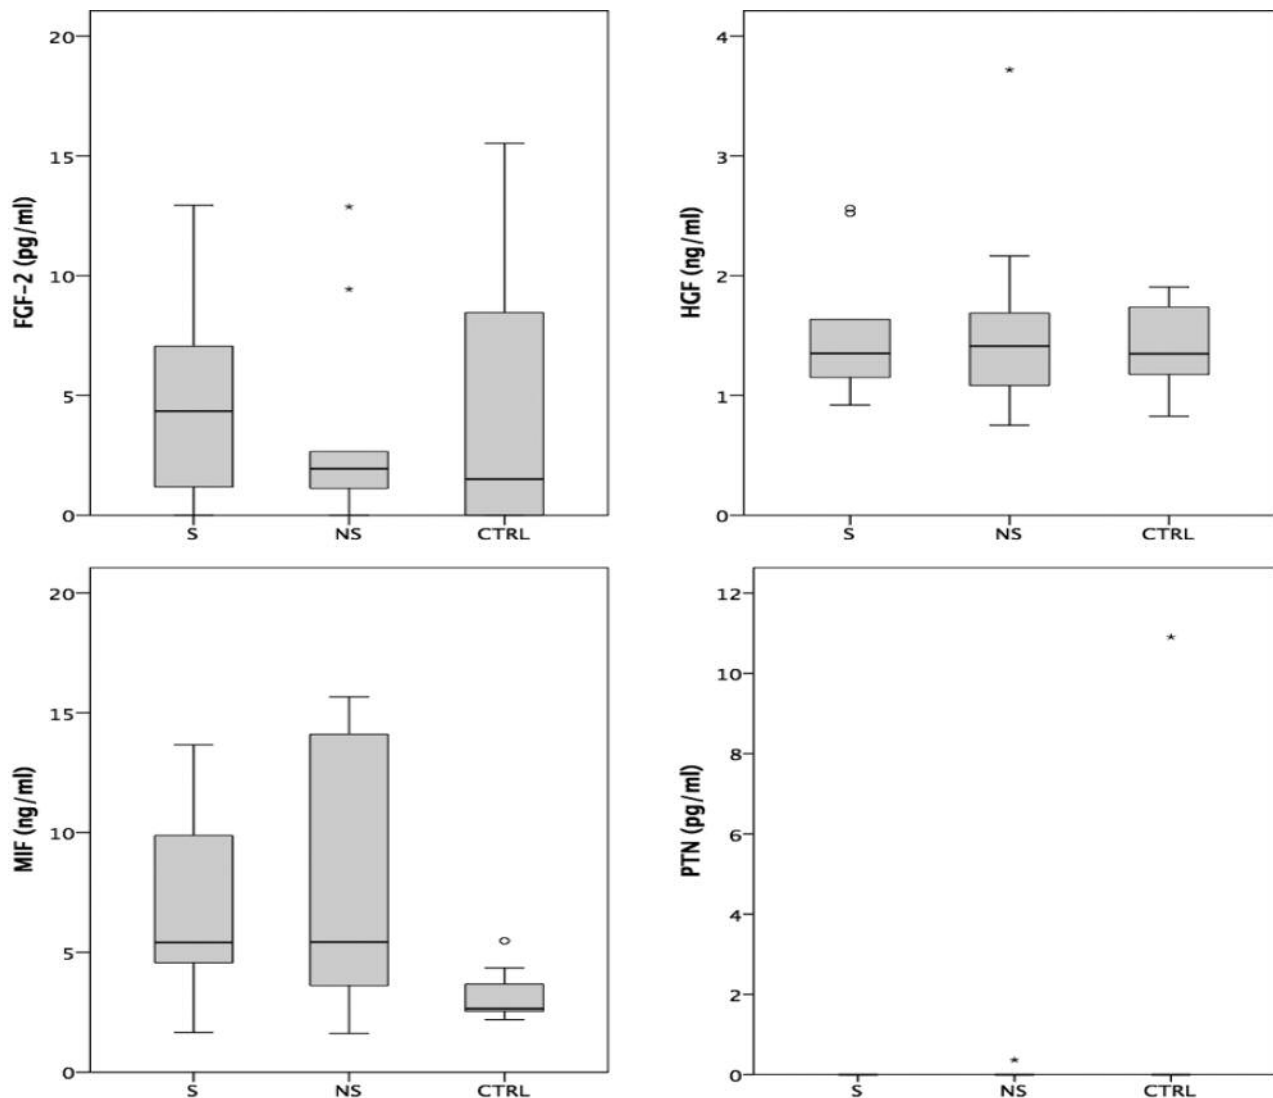 FGF-2 (pg/ml)
20
15
10
5
0
S NS CTRL
HGF (ng/ml)
4
3
2
1
0
S NS CTRL
MIF (ng/ml)
20
15
10
5
0
S NS CTRL
PTN (pg/ml)
12
10
8
6
4
2
0
S NS CTRL